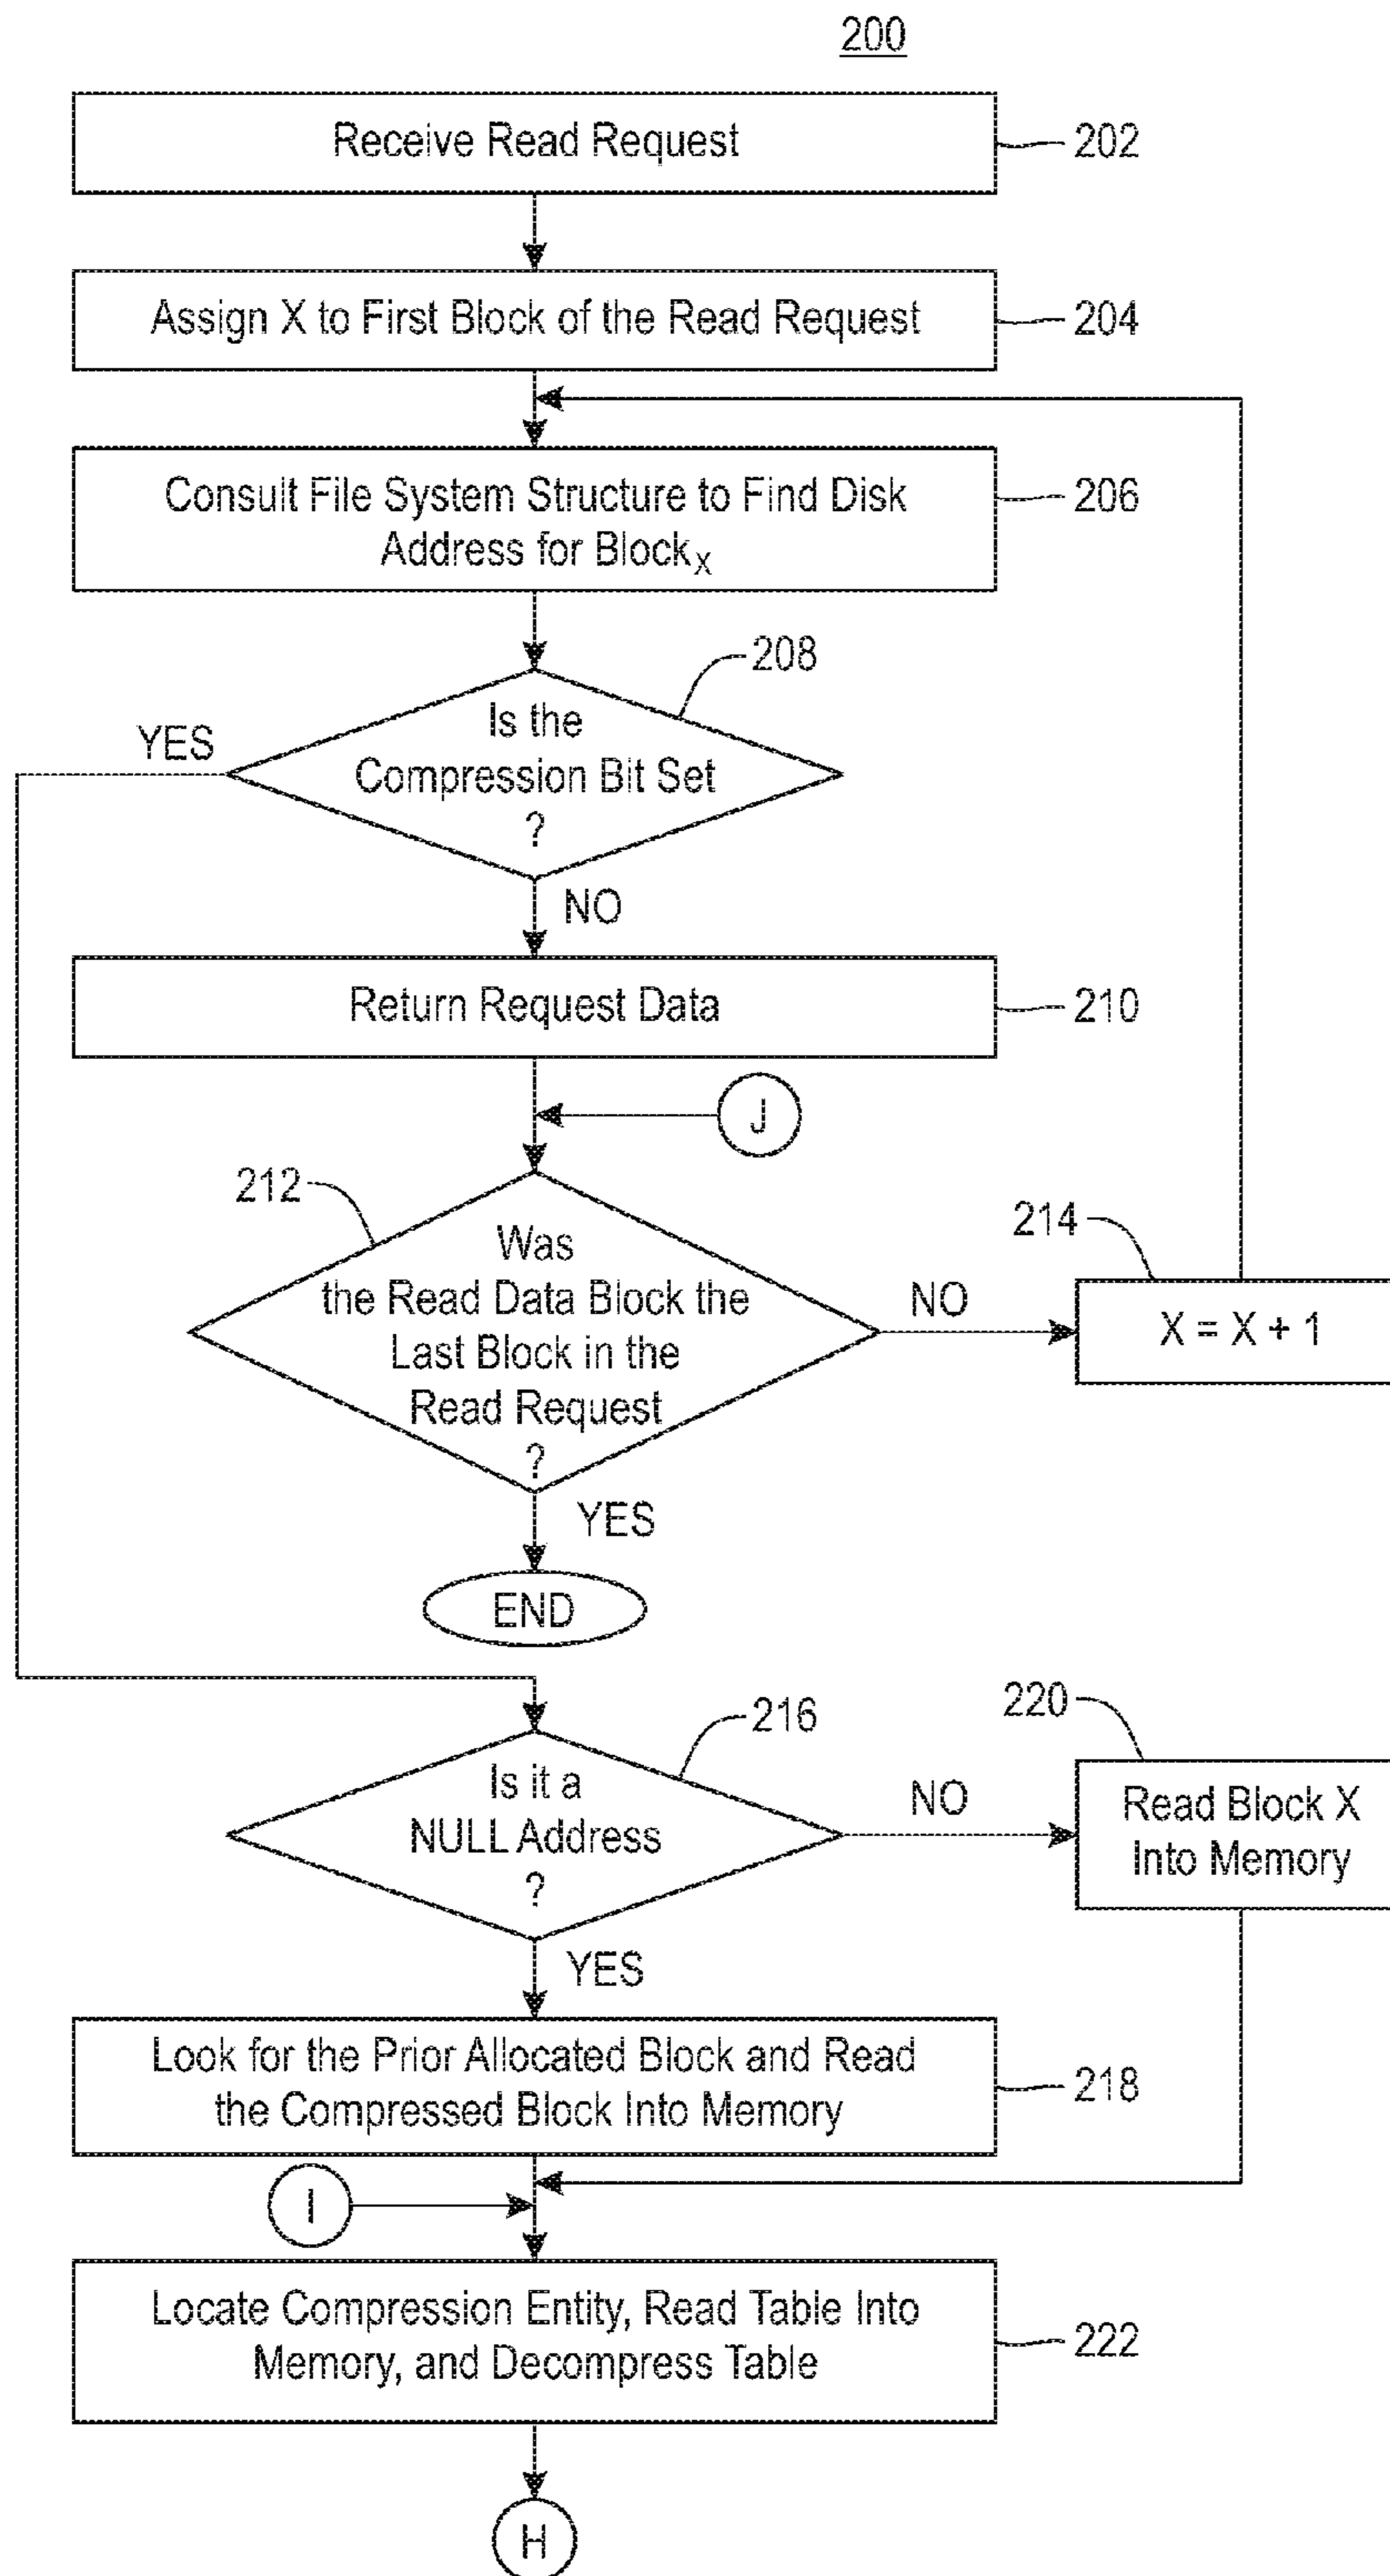 200
Receive Read Request
202
Assign X to First Block of the Read Request
204
Consult File System Structure to Find Disk
Address for BlockX
206
208
Is the
Compression Bit Set
?
YES
NO
Return Request Data
210
J
212
Was
the Read Data Block the
Last Block in the
Read Request
?
NO
214
X = X + 1
YES
END
216
Is it a
NULL Address
?
NO
220
Read Block X
Into Memory
YES
Look for the Prior Allocated Block and Read
the Compressed Block Into Memory
218
I
Locate Compression Entity, Read Table Into
Memory, and Decompress Table
222
H